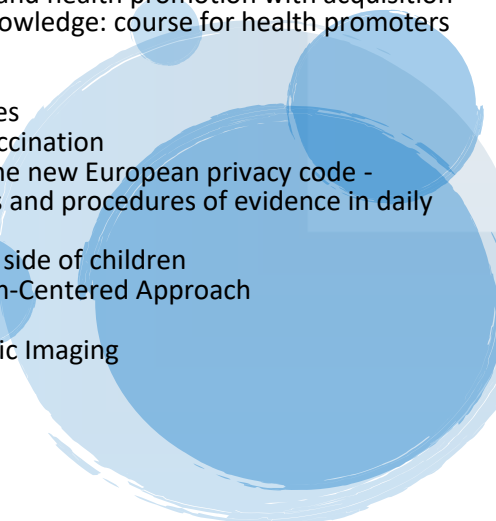 and health promotion with acquisition
owledge: course for health promoters
es
ccination
he new European privacy code -
s and procedures of evidence in daily
side of children
n-Centered Approach
ic Imaging